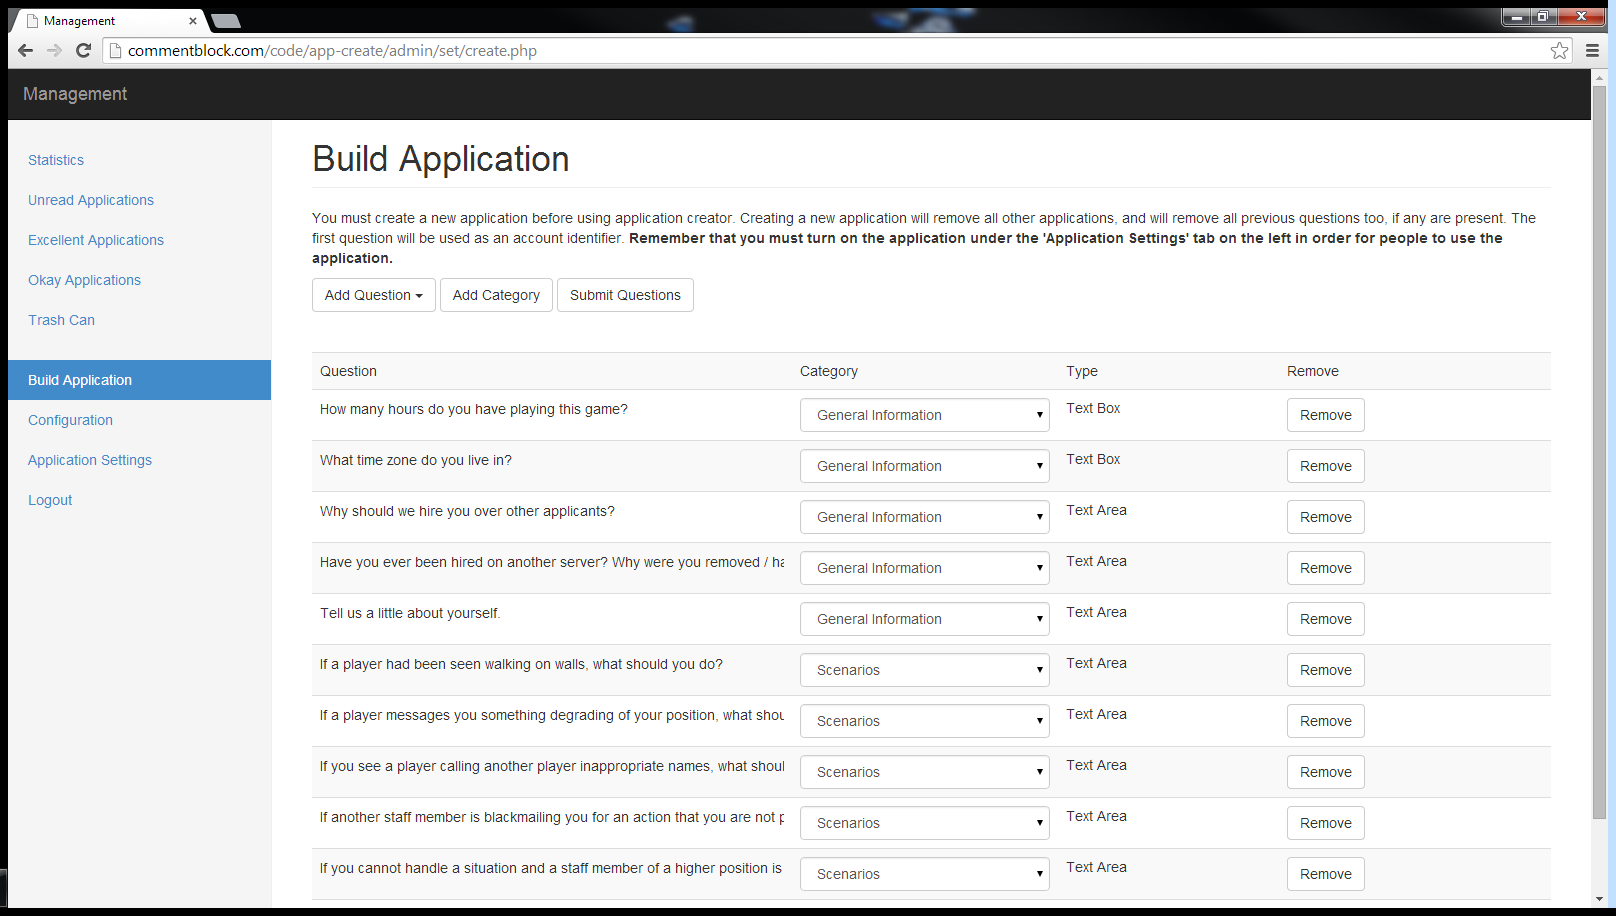 Management
commentblock.com/code/app-create/admin/set/create.php
Management
Statistics
Unread Applications
Excellent Applications
Okay Applications
Trash Can
Build Application
Configuration
Application Settings
Logout
Build Application
You must create a new application before using application creator. Creating a new application will remove all other applications, and will remove all previous questions too, if any are present. The
first question will be used as an account identifier. Remember that you must turn on the application under the 'Application Settings' tab on the left in order for people to use the
application.
Add Question Add Category Submit Questions
Question Category Type Remove
How many hours do you have playing this game? General Information Text Box Remove
What time zone do you live in? General Information Text Box Remove
Why should we hire you over other applicants? General Information Text Area Remove
Have you ever been hired on another server? Why were you removed / ha General Information Text Area Remove
Tell us a little about yourself. General Information Text Area Remove
If a player had been seen walking on walls, what should you do? Scenarios Text Area Remove
If a player messages you something degrading of your position, what shou Scenarios Text Area Remove
If you see a player calling another player inappropriate names, what shoul Scenarios Text Area Remove
If another staff member is blackmailing you for an action that you are not p Scenarios Text Area Remove
If you cannot handle a situation and a staff member of a higher position is Scenarios Text Area Remove